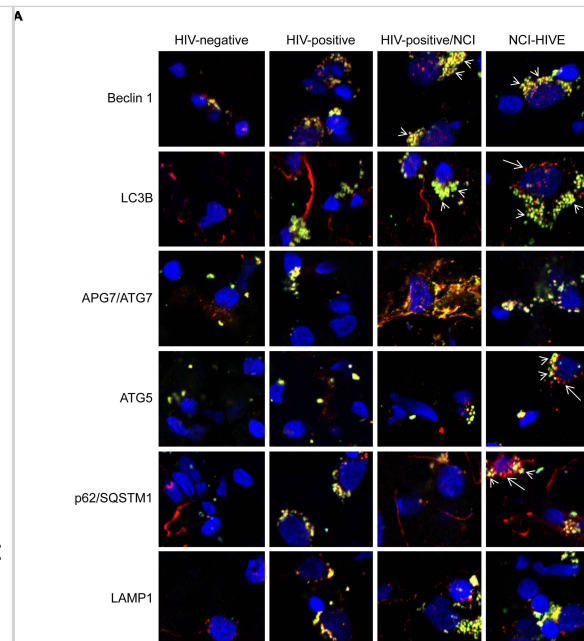 A
HIV-negative HIV-positive HIV-positive/NCI NCI-HIVE
Beclin 1
LC3B
APG7/ATG7
ATG5
p62/SQSTM1
LAMP1